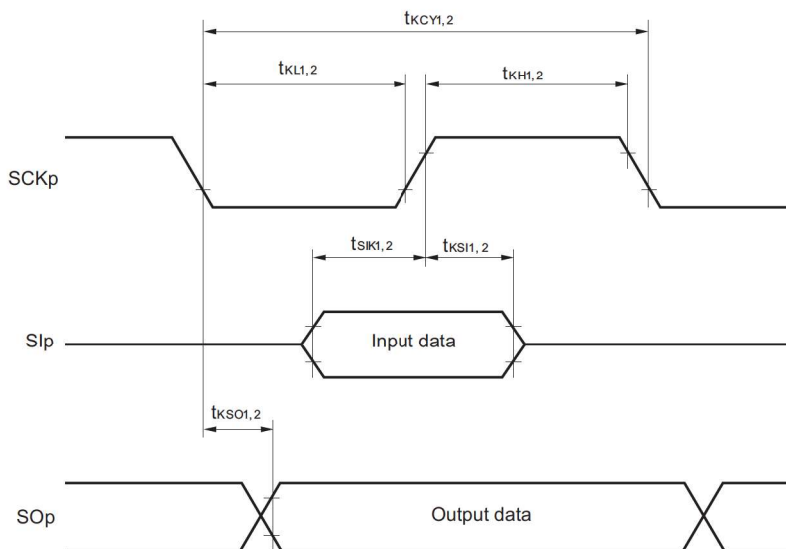 tKCY1,2
tKL1,2
tKH1,2
SCKp
tSIK1,2
tKSI1,2
SIp
Input data
tKSO1,2
SOp
Output data